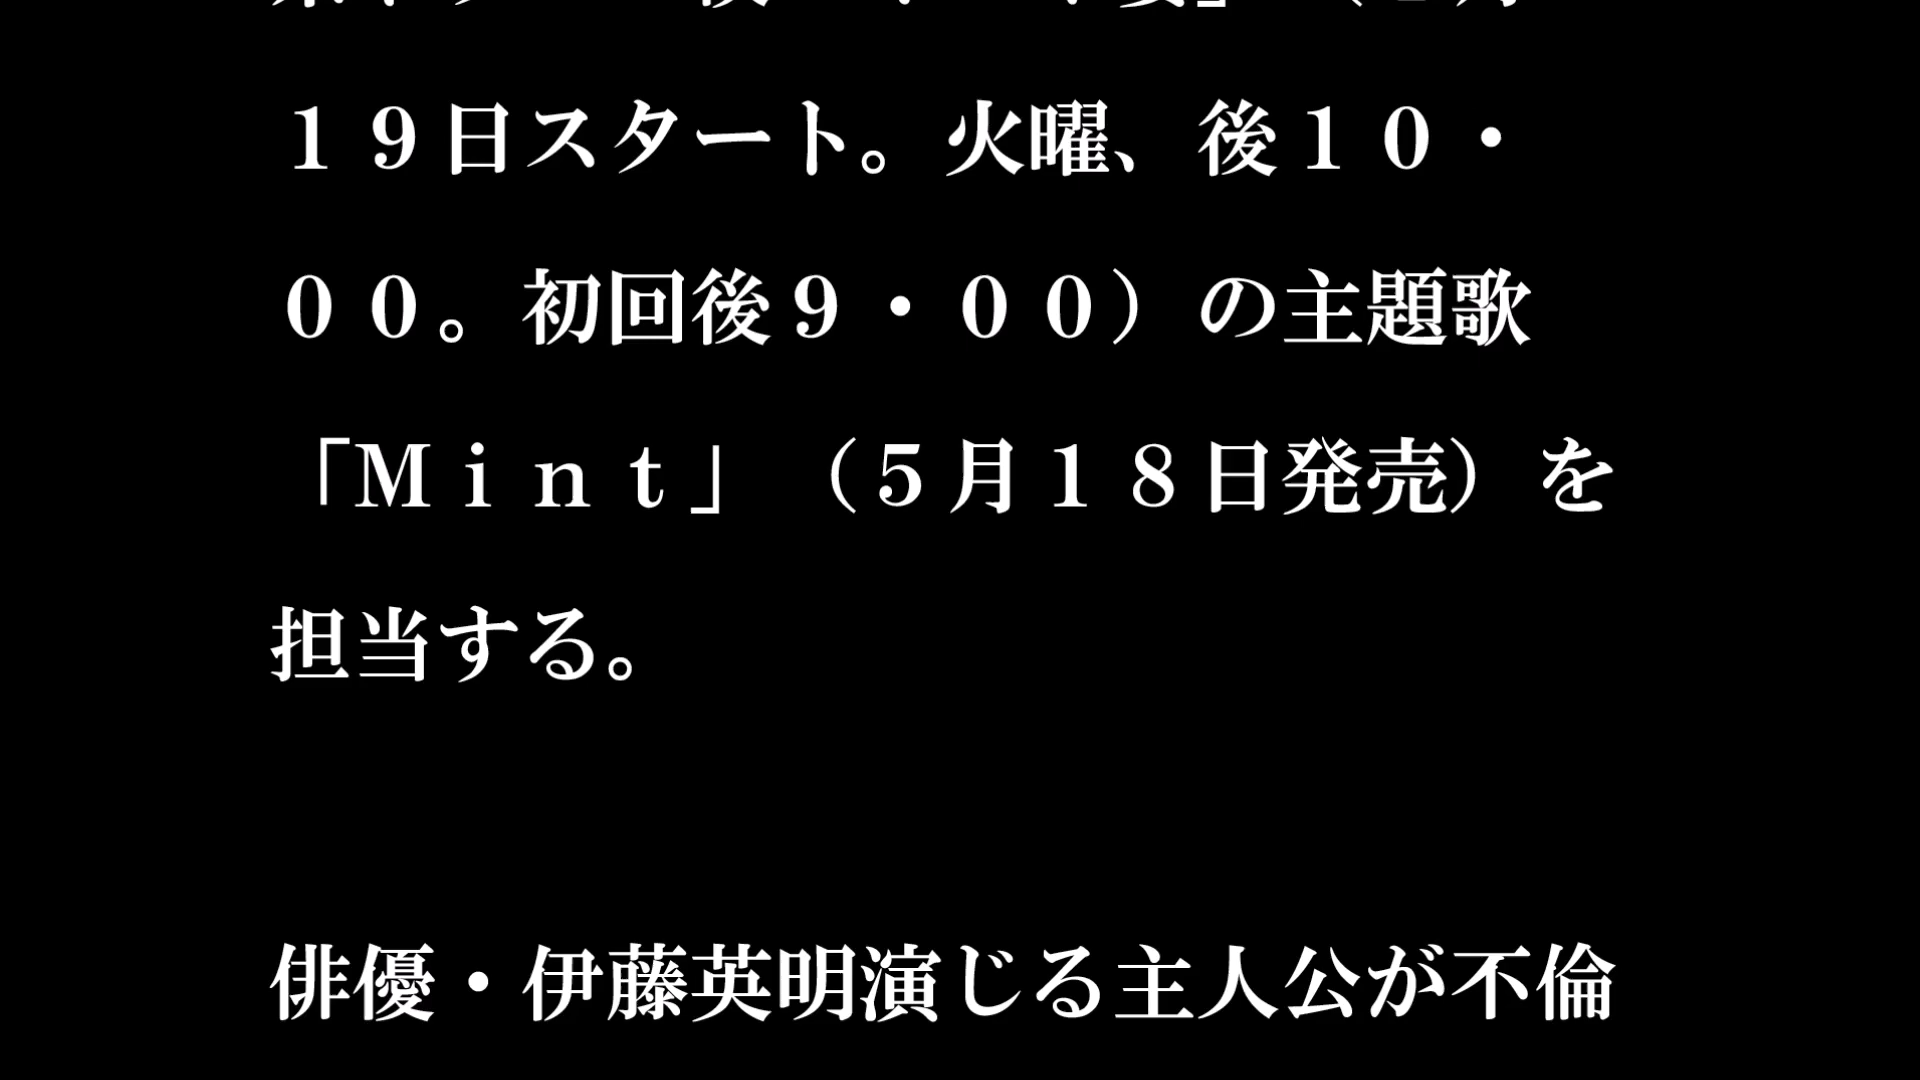 １９日スタート。火曜、後１０・
００。初回後９・００）の主題歌
「Ｍｉｎｔ」（５月１８日発売）を
担当する。
俳優・伊藤英明演じる主人公が不倫